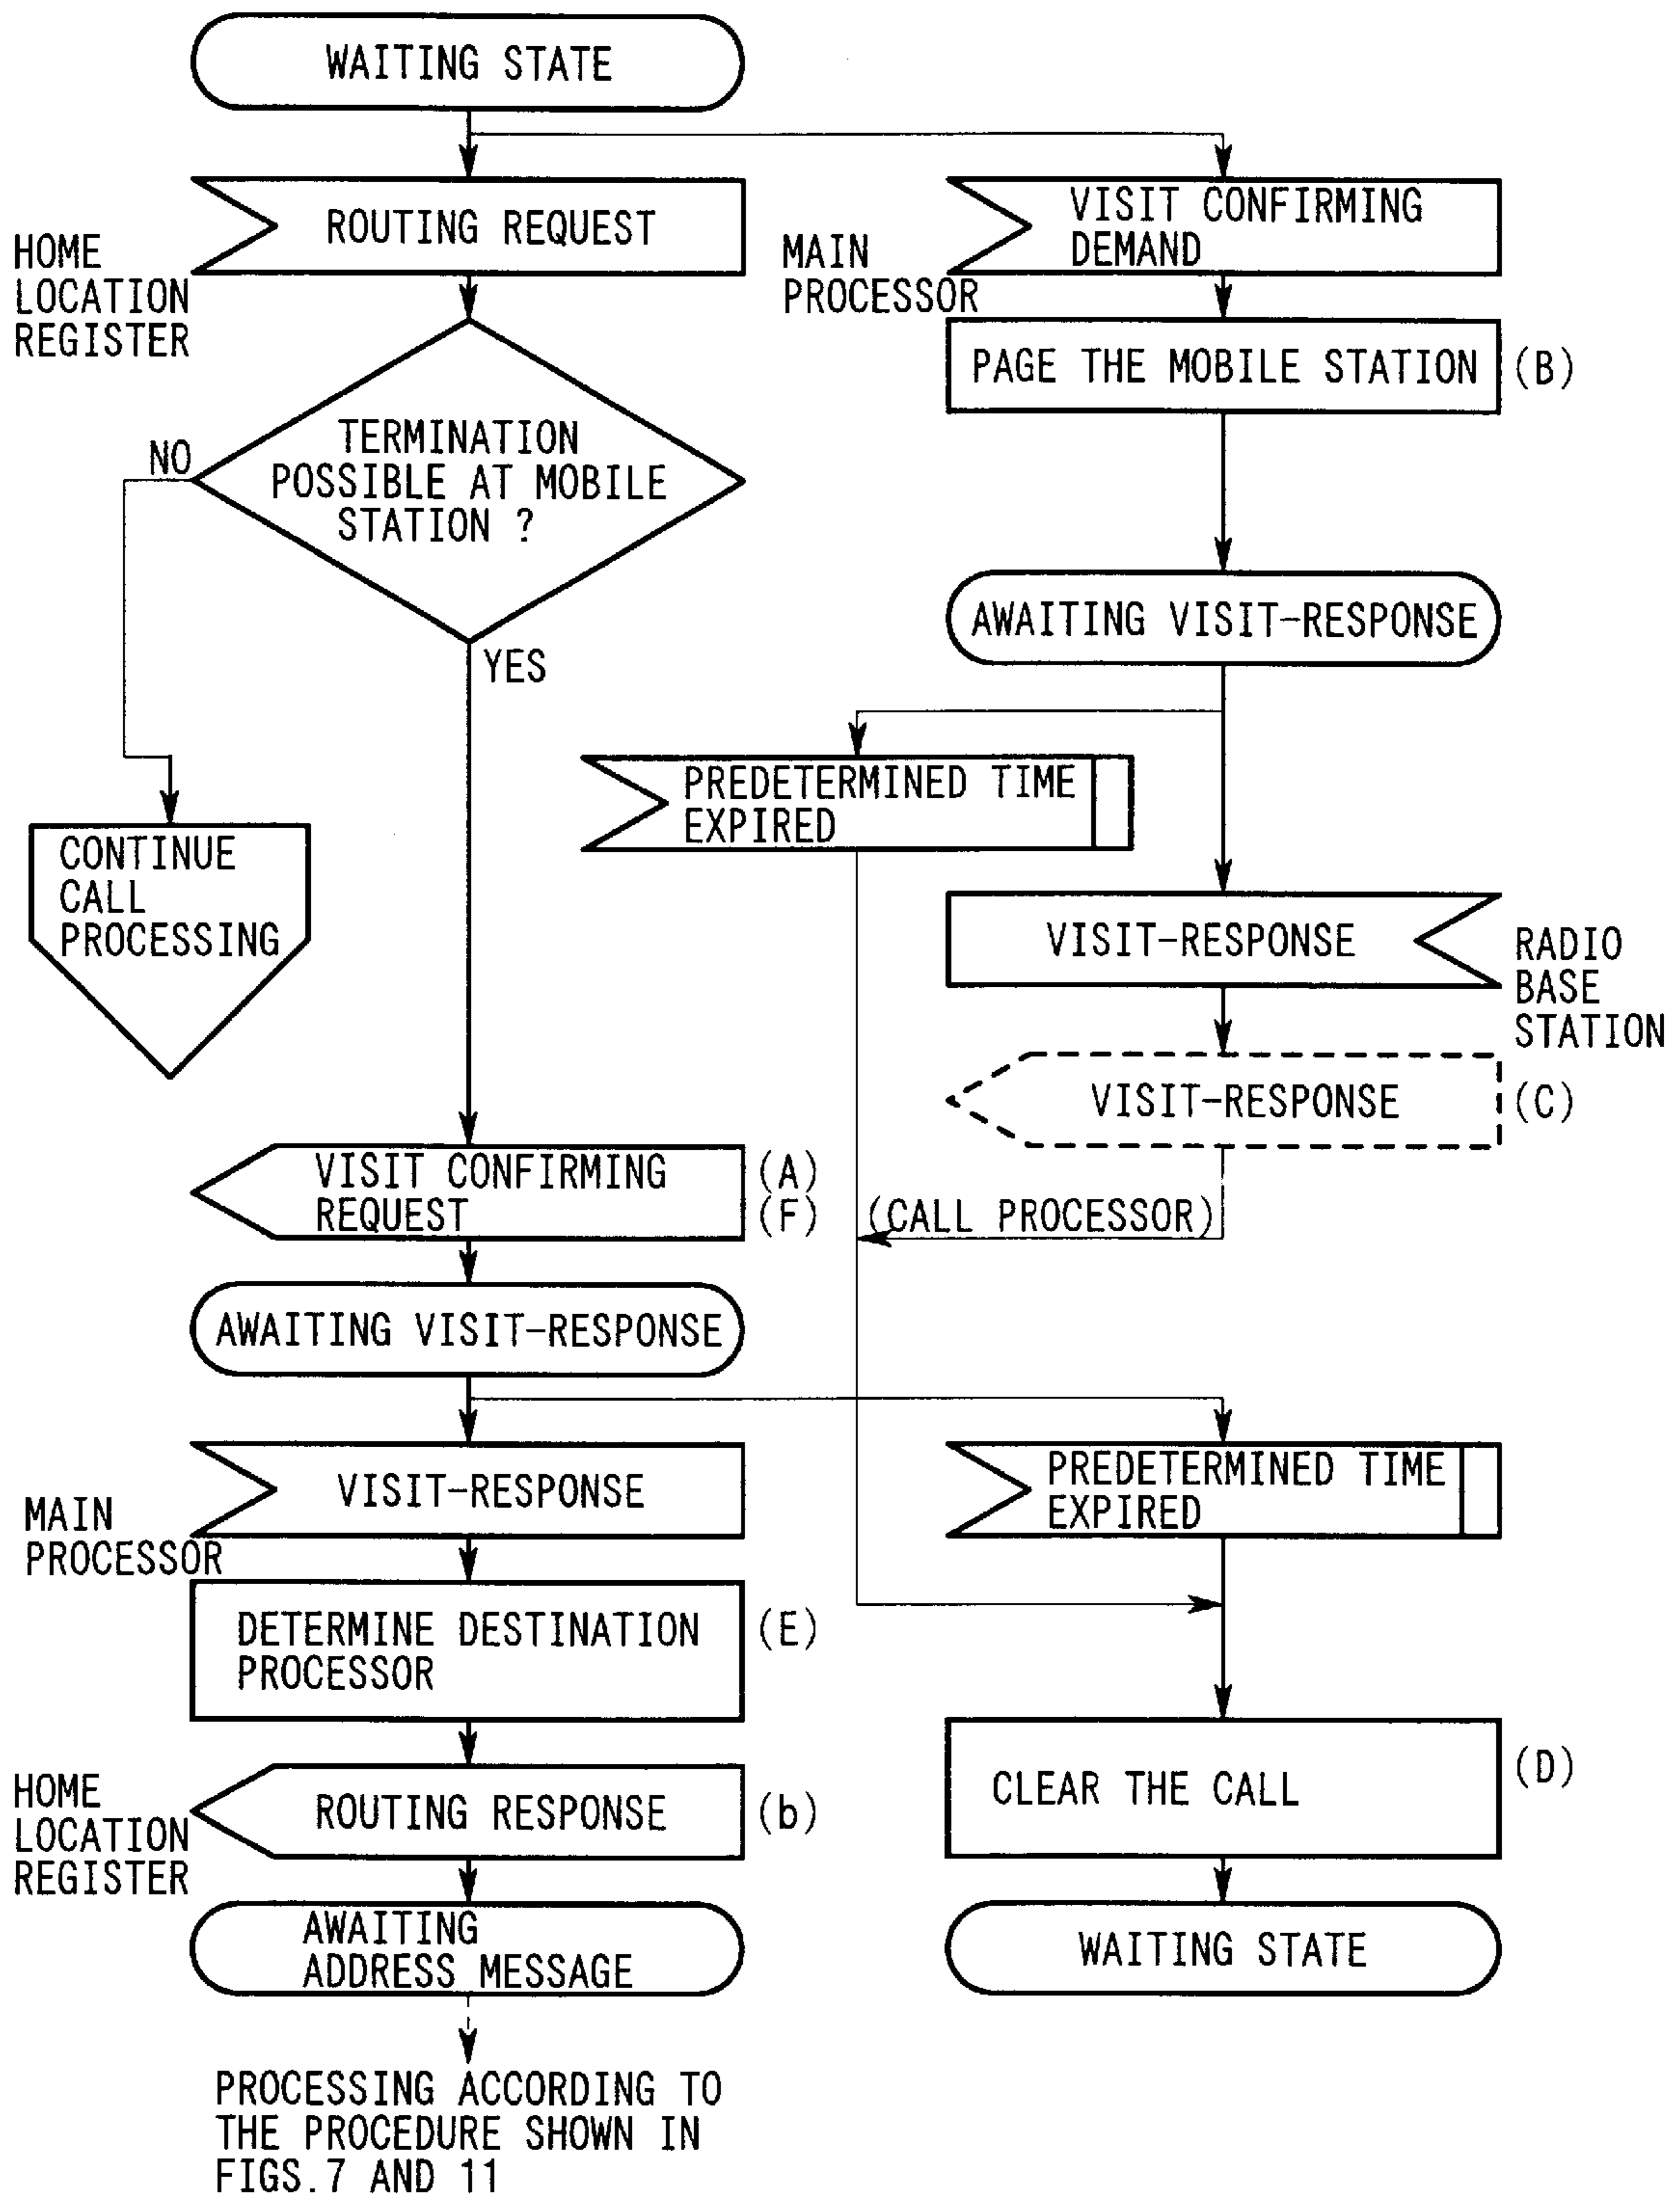 WAITING STATE
ROUTING REQUEST
HOME
LOCATION
REGISTER
VISIT CONFIRMING
DEMAND
MAIN
PROCESSOR
PAGE THE MOBILE STATION
(B)
TERMINATION
POSSIBLE AT MOBILE
STATION ?
NO
YES
AWAITING VISIT-RESPONSE
PREDETERMINED TIME
EXPIRED
CONTINUE
CALL
PROCESSING
VISIT-RESPONSE
RADIO
BASE
STATION
VISIT-RESPONSE
(C)
VISIT CONFIRMING
REQUEST
(A)
(F)
(CALL PROCESSOR)
AWAITING VISIT-RESPONSE
VISIT-RESPONSE
MAIN
PROCESSOR
PREDETERMINED TIME
EXPIRED
DETERMINE DESTINATION
PROCESSOR
(E)
CLEAR THE CALL
(D)
HOME
LOCATION
REGISTER
ROUTING RESPONSE
(b)
AWAITING
ADDRESS MESSAGE
WAITING STATE
PROCESSING ACCORDING TO
THE PROCEDURE SHOWN IN
FIGS.7 AND 11